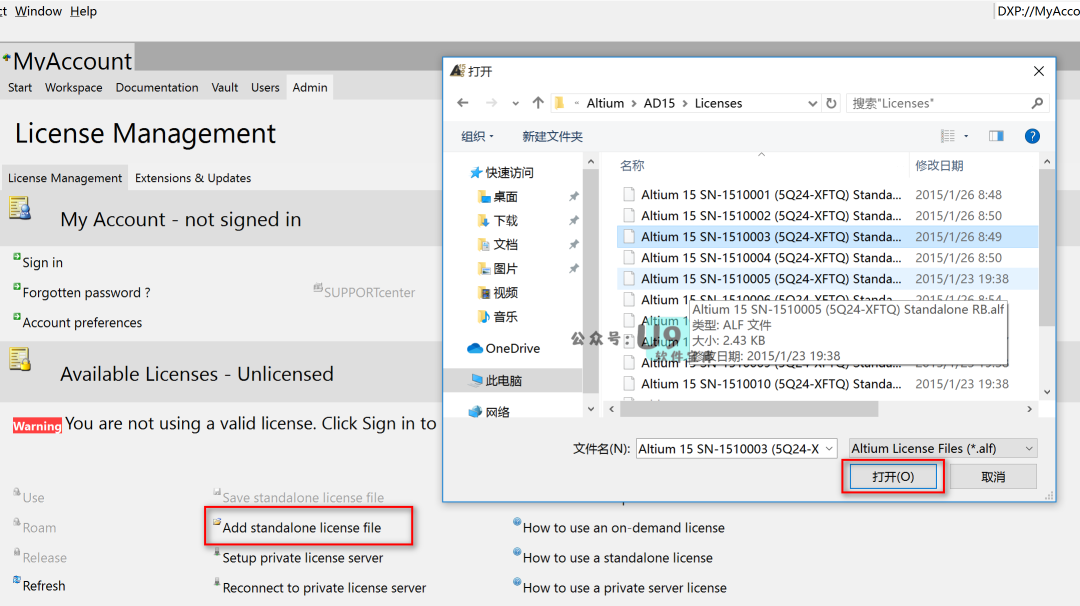 ct Window Help
DXP://MyAcco
MyAccount
Start Workspace Documentation Vault Users Admin
License Management
License Management Extensions & Updates
My Account - not signed in
Sign in
Forgotten password ?
SUPPORTcenter
Account preferences
Available Licenses - Unlicensed
Warning You are not using a valid license. Click Sign in to
Use
Save standalone license file
Roam
Add standalone license file
How to use an on-demand license
Release
Setup private license server
How to use a standalone license
Refresh
Reconnect to private license server
How to use a private server license
打开
Altium > AD15 > Licenses
搜索"Licenses"
组织 新建文件夹
名称 修改日期
快速访问
桌面
下载
文档
图片
视频
音乐
OneDrive
此电脑
网络
Altium 15 SN-1510001 (5Q24-XFTQ) Standa... 2015/1/26 8:48
Altium 15 SN-1510002 (5Q24-XFTQ) Standa... 2015/1/26 8:50
Altium 15 SN-1510003 (5Q24-XFTQ) Standa... 2015/1/26 8:49
Altium 15 SN-1510004 (5Q24-XFTQ) Standa... 2015/1/26 8:50
Altium 15 SN-1510005 (5Q24-XFTQ) Standa... 2015/1/23 19:38
Altium 15 SN-1510006 (5Q24-XFTQ) Standa... 2015/1/26 8:54
Altium 1
Altium 1
Altium 15 SN-1510005 (5Q24-XFTQ) Standalone RB.alf
类型: ALF 文件
大小: 2.43 KB
修改日期: 2015/1/23 19:38
公众号: U9
软件宝库
Altium 15 SN-1510009 (5Q24-XFTQ) Standa... 2015/1/23 19:38
Altium 15 SN-1510010 (5Q24-XFTQ) Standa... 2015/1/23 19:38
文件名(N): Altium 15 SN-1510003 (5Q24-X
Altium License Files (*.alf)
打开(O) 取消